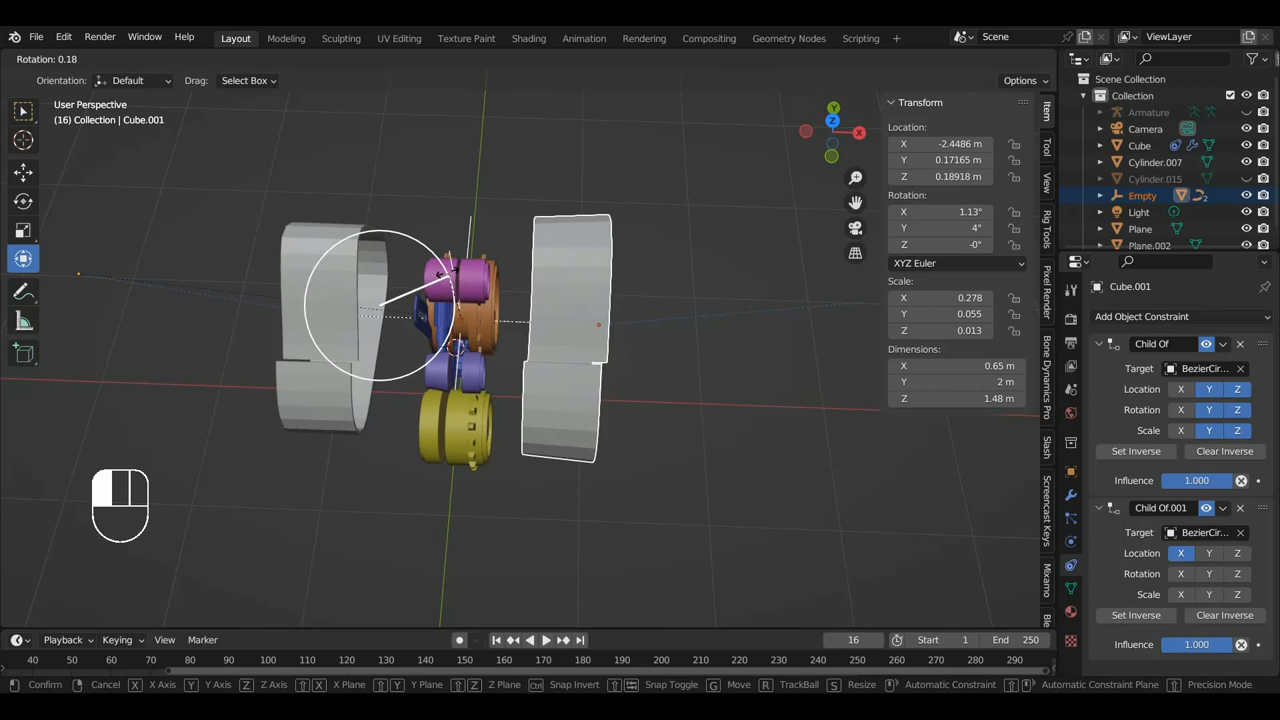 File Edit Render Window Help Layout Modeling Sculpting UV Editing Texture Paint Shading Animation Rendering Compositing Geometry Nodes Scripting + Scene ViewLayer
Rotation: 0.18
Orientation: Default Drag: Select Box Options
User Perspective
(16) Collection | Cube.001
Y
Z
X
Transform
Location:
X -2.4486 m
Y 0.17165 m
Z 0.18918 m
Rotation:
X 1.13°
Y 4°
Z -0°
XYZ Euler
Scale:
X 0.278
Y 0.055
Z 0.013
Dimensions:
X 0.65 m
Y 2 m
Z 1.48 m
Item
Tool
View
Rig Tools
Pixel Render
Bone Dynamics Pro
Slash
Screencast Keys
Mixamo
Ble
Scene Collection
Collection
Armature
Camera
Cube
Cylinder.007
Cylinder.015
Empty 2
Light
Plane
Plane.002
Cube.001
Add Object Constraint
Child Of
Target BezierCir...
Location X Y Z
Rotation X Y Z
Scale X Y Z
Set Inverse Clear Inverse
Influence 1.000
Child Of.001
Target BezierCir...
Location X Y Z
Rotation X Y Z
Scale X Y Z
Set Inverse Clear Inverse
Influence 1.000
Playback Keying View Marker 16 Start 1 End 250
40 50 60 70 80 90 100 110 120 130 140 150 160 170 180 190 200 210 220 230 240 250 260 270 280 290
Confirm Cancel X X Axis Y Y Axis Z Z Axis X X Plane Y Y Plane Z Z Plane Ctrl Snap Invert Snap Toggle G Move R TrackBall S Resize Automatic Constraint Automatic Constraint Plane Precision Mode